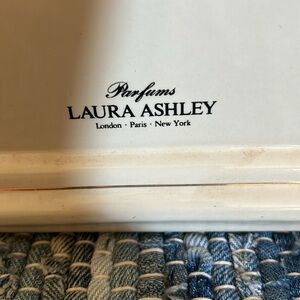 Parfums
LAURA ASHLEY
London · Paris · New York